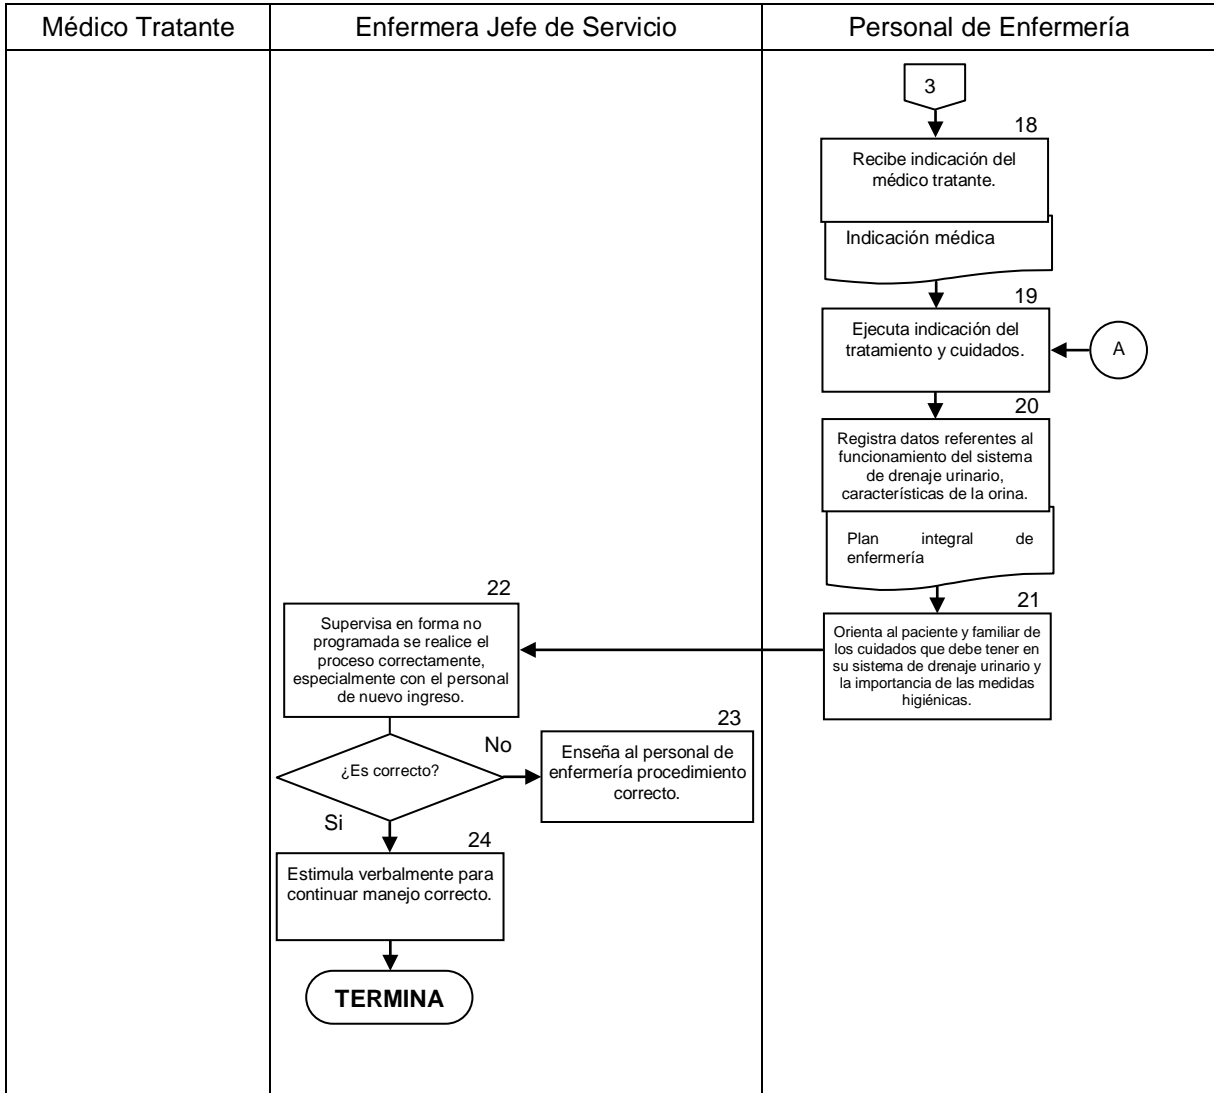 Médico Tratante
Enfermera Jefe de Servicio
Personal de Enfermería
3
18
Recibe indicación del
médico tratante.
Indicación médica
19
Ejecuta indicación del
tratamiento y cuidados.
A
20
Registra datos referentes al
funcionamiento del sistema
de drenaje urinario,
características de la orina.
Plan integral de
enfermería
21
Orienta al paciente y familiar de
los cuidados que debe tener en
su sistema de drenaje urinario y
la importancia de las medidas
higiénicas.
22
Supervisa en forma no
programada se realice el
proceso correctamente,
especialmente con el personal
de nuevo ingreso.
¿Es correcto?
No
23
Enseña al personal de
enfermería procedimiento
correcto.
Si
24
Estimula verbalmente para
continuar manejo correcto.
TERMINA